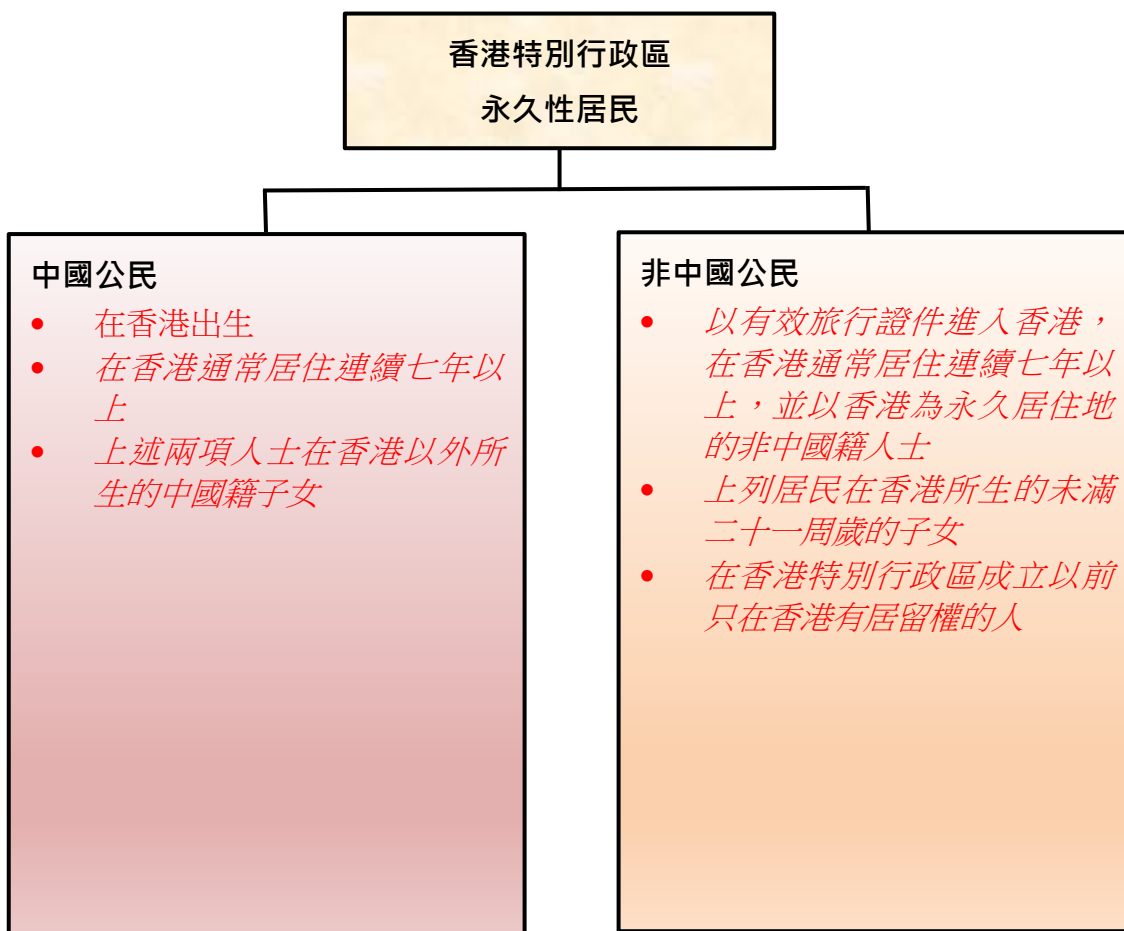 香港特別行政區
永久性居民
中國公民
• 在香港出生
• 在香港通常居住連續七年以
上
• 上述兩項人士在香港以外所
生的中國籍子女
非中國公民
• 以有效旅行證件進入香港，
在香港通常居住連續七年以
上，並以香港為永久居住地
的非中國籍人士
• 上列居民在香港所生的未滿
二十一周歲的子女
• 在香港特別行政區成立以前
只在香港有居留權的人